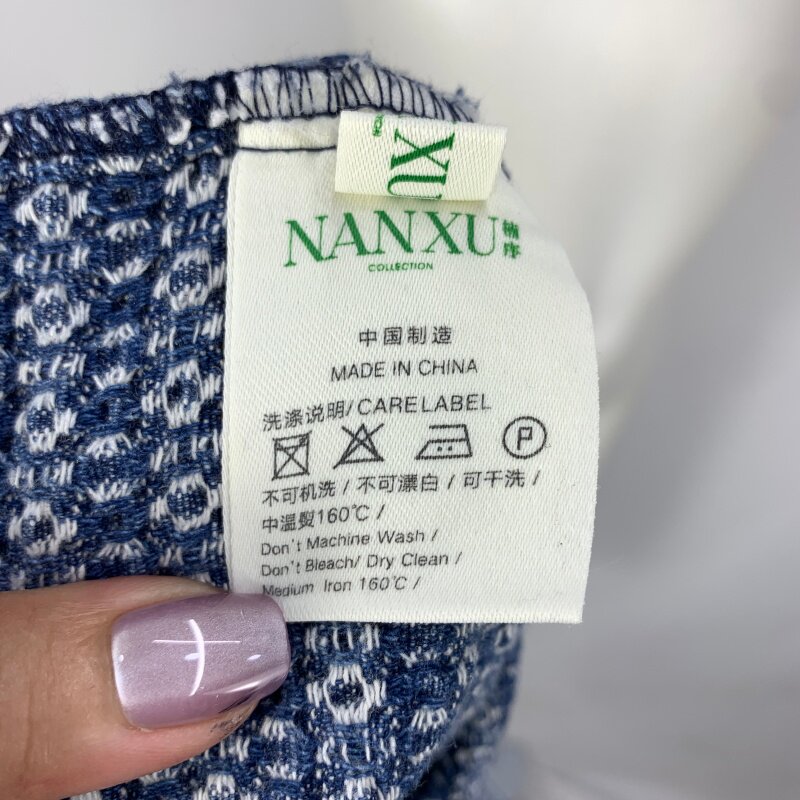 XU
NANXU 楠序
COLLECTION
中国制造
MADE IN CHINA
洗涤说明/CARELABEL
P
不可机洗 / 不可漂白 / 可干洗 /
中温熨160℃ /
Don't Machine Wash /
Don't Bleach/ Dry Clean /
Medium Iron 160℃ /